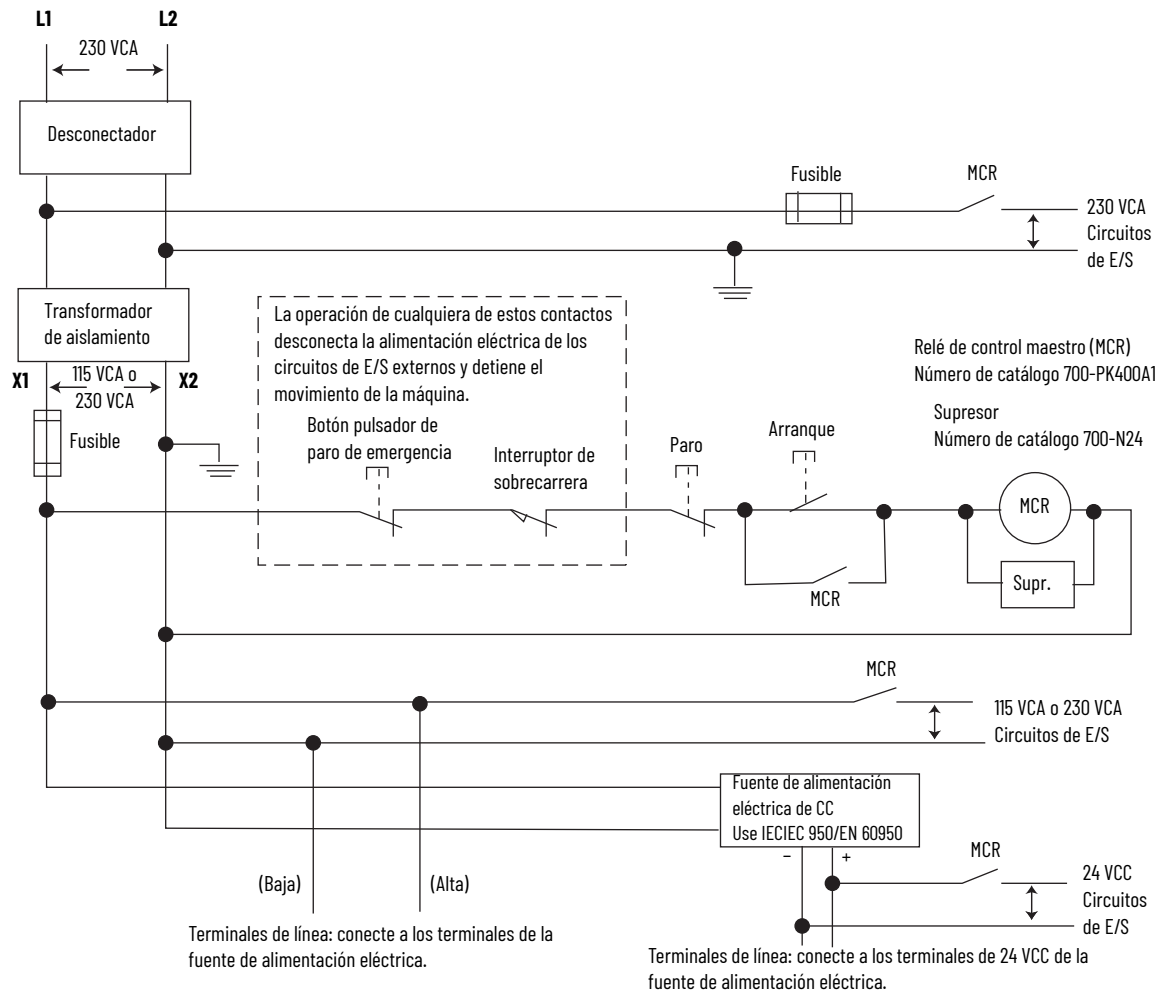 L1
L2
230 VCA
Desconectador
Fusible
MCR
230 VCA
Circuitos
de E/S
Transformador
de aislamiento
La operación de cualquiera de estos contactos
desconecta la alimentación eléctrica de los
circuitos de E/S externos y detiene el
movimiento de la máquina.
Relé de control maestro (MCR)
Número de catálogo 700-PK400A1
Supresor
Número de catálogo 700-N24
X1
115 VCA o
230 VCA
X2
Fusible
Botón pulsador de
paro de emergencia
Interruptor de
sobrecarrera
Paro
Arranque
MCR
MCR
Supr.
MCR
115 VCA o 230 VCA
Circuitos de E/S
Fuente de alimentación
eléctrica de CC
Use IECIEC 950/EN 60950
- +
MCR
24 VCC
Circuitos
de E/S
(Baja)
(Alta)
Terminales de línea: conecte a los terminales de la
fuente de alimentación eléctrica.
Terminales de línea: conecte a los terminales de 24 VCC de la
fuente de alimentación eléctrica.